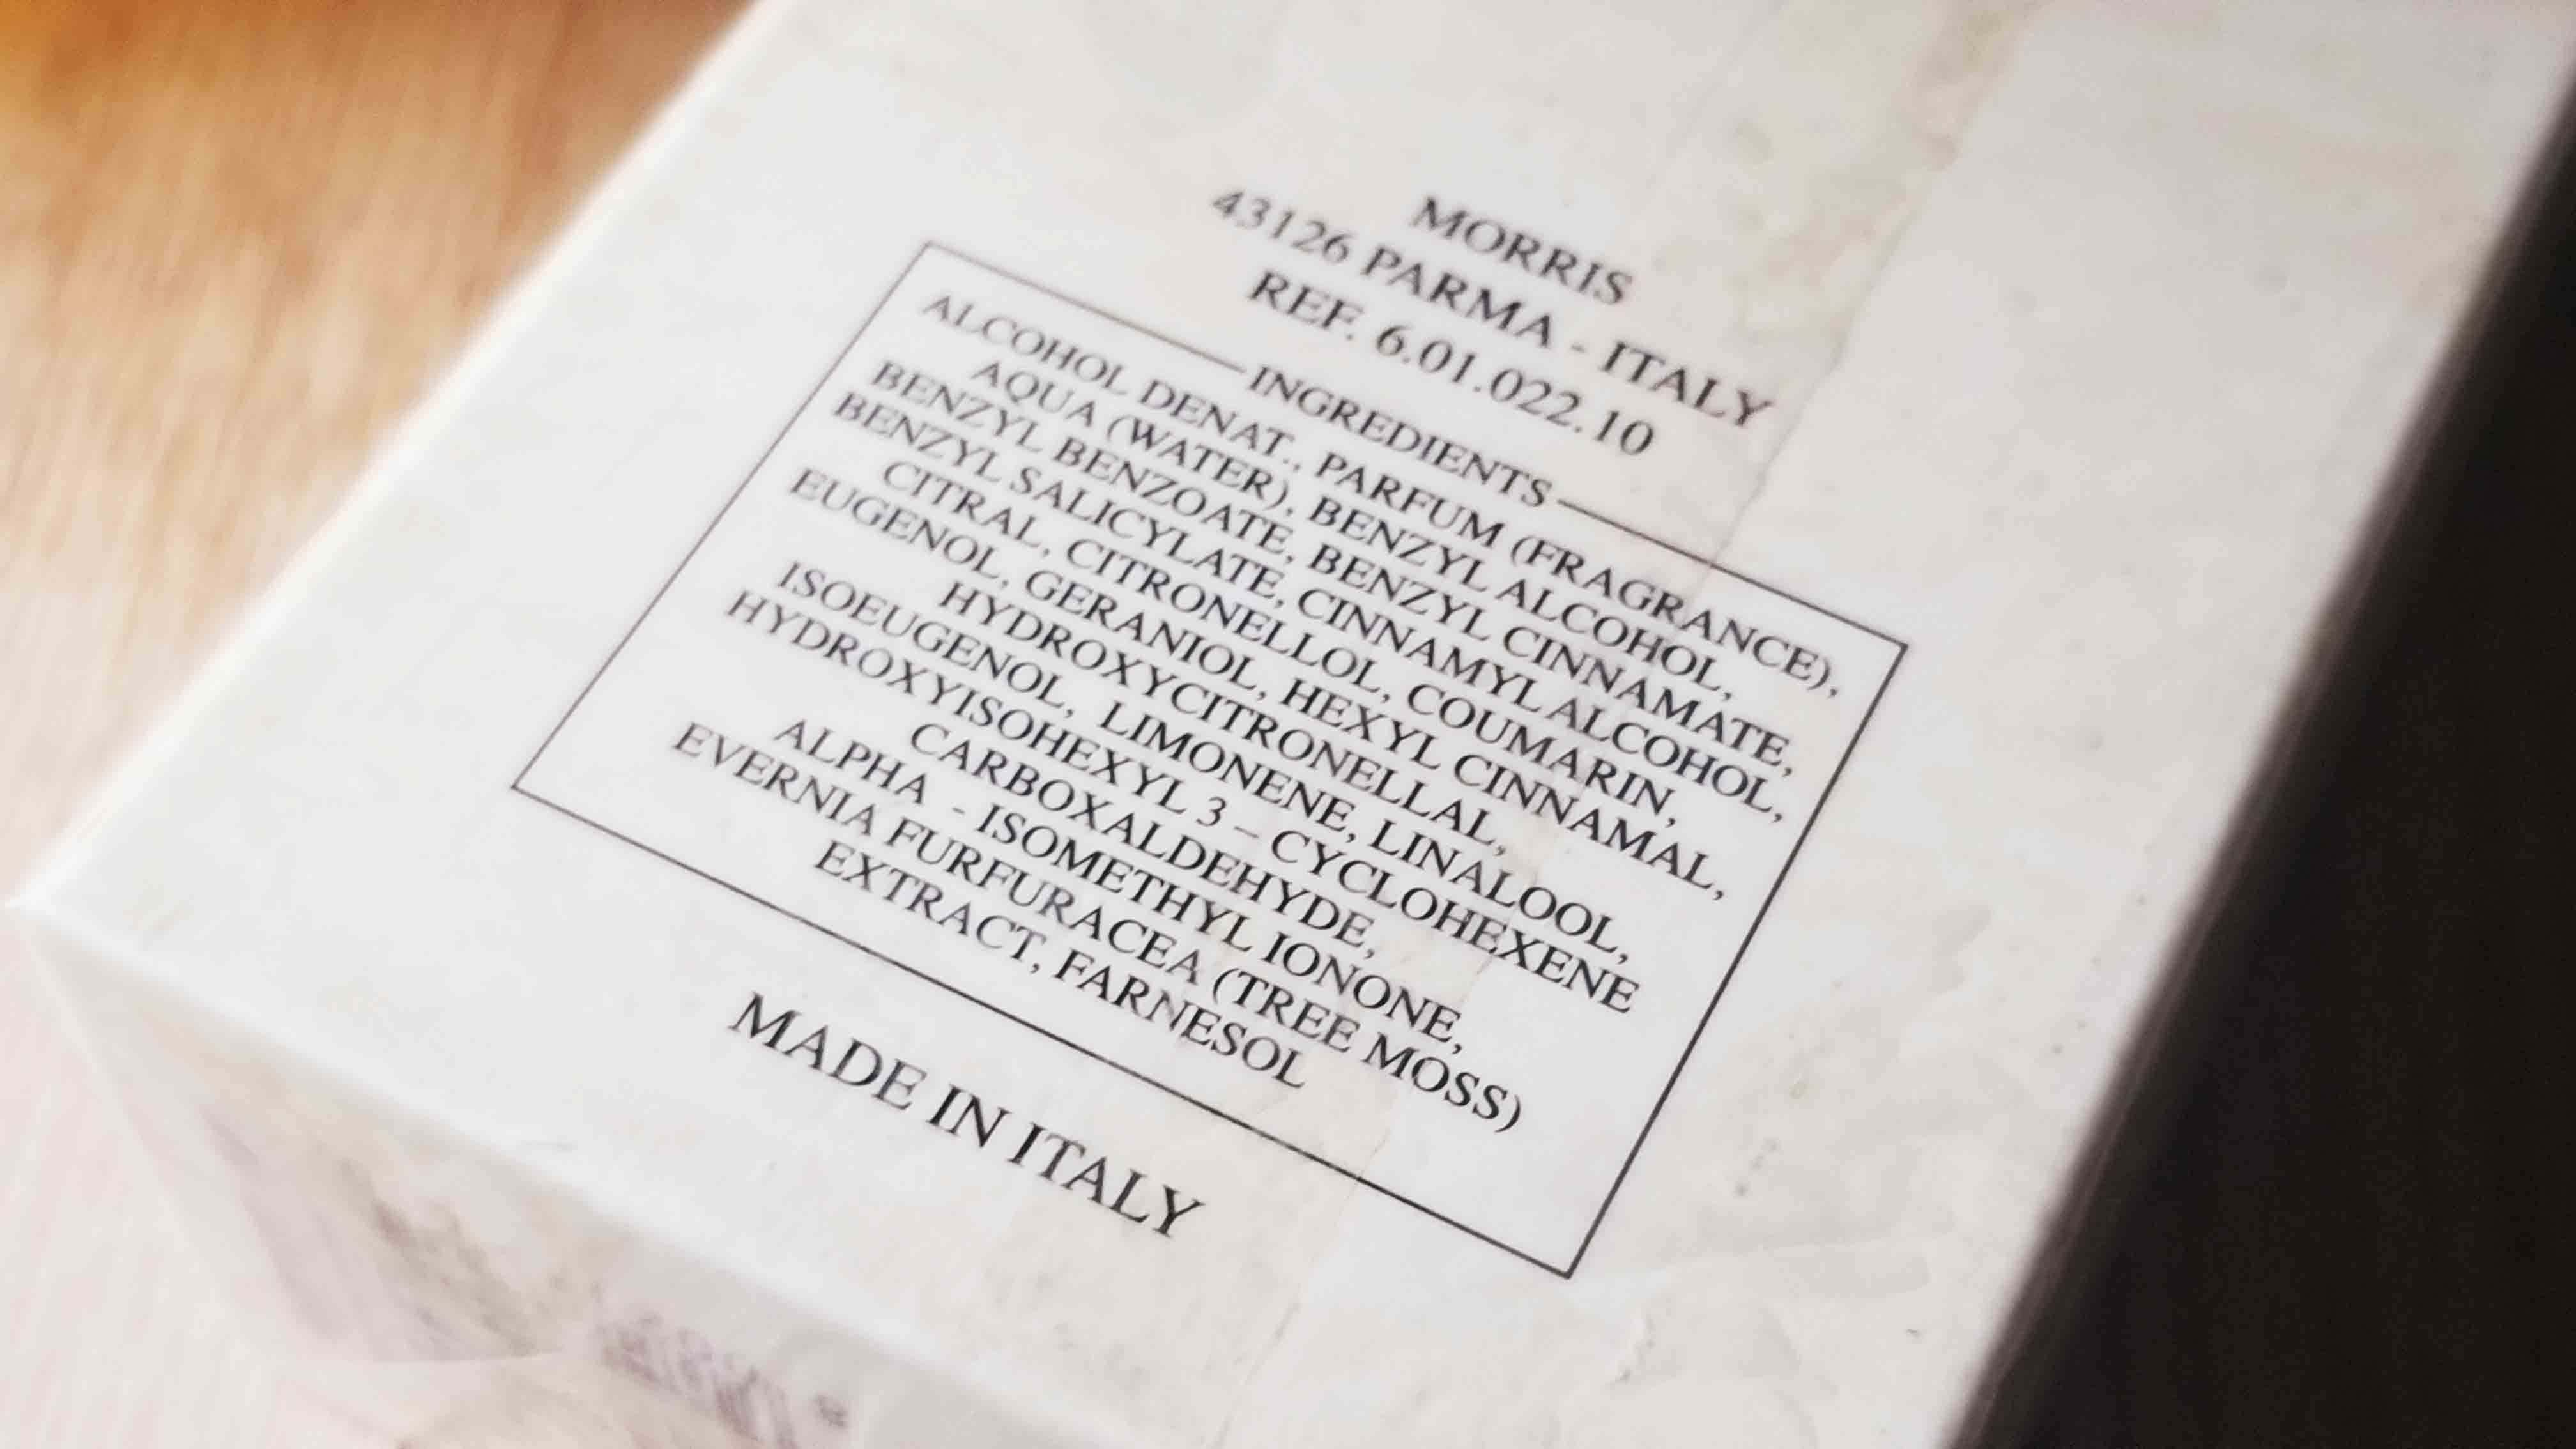 MORRIS
43126 PARMA - ITALY
REF. 6.01.022.10
INGREDIENTS
ALCOHOL DENAT., PARFUM (FRAGRANCE),
AQUA (WATER), BENZYL ALCOHOL,
BENZYL BENZOATE, BENZYL CINNAMATE,
BENZYL SALICYLATE, CINNAMYL ALCOHOL,
CITRAL, CITRONELLOL, COUMARIN,
EUGENOL, GERANIOL, HEXYL CINNAMAL,
HYDROXYCITRONELLAL,
ISOEUGENOL, LIMONENE, LINALOOL,
HYDROXYISOHEXYL 3 – CYCLOHEXENE
CARBOXALDEHYDE,
ALPHA - ISOMETHYL IONONE,
EVERNIA FURFURACEA (TREE MOSS)
EXTRACT, FARNESOL
MADE IN ITALY